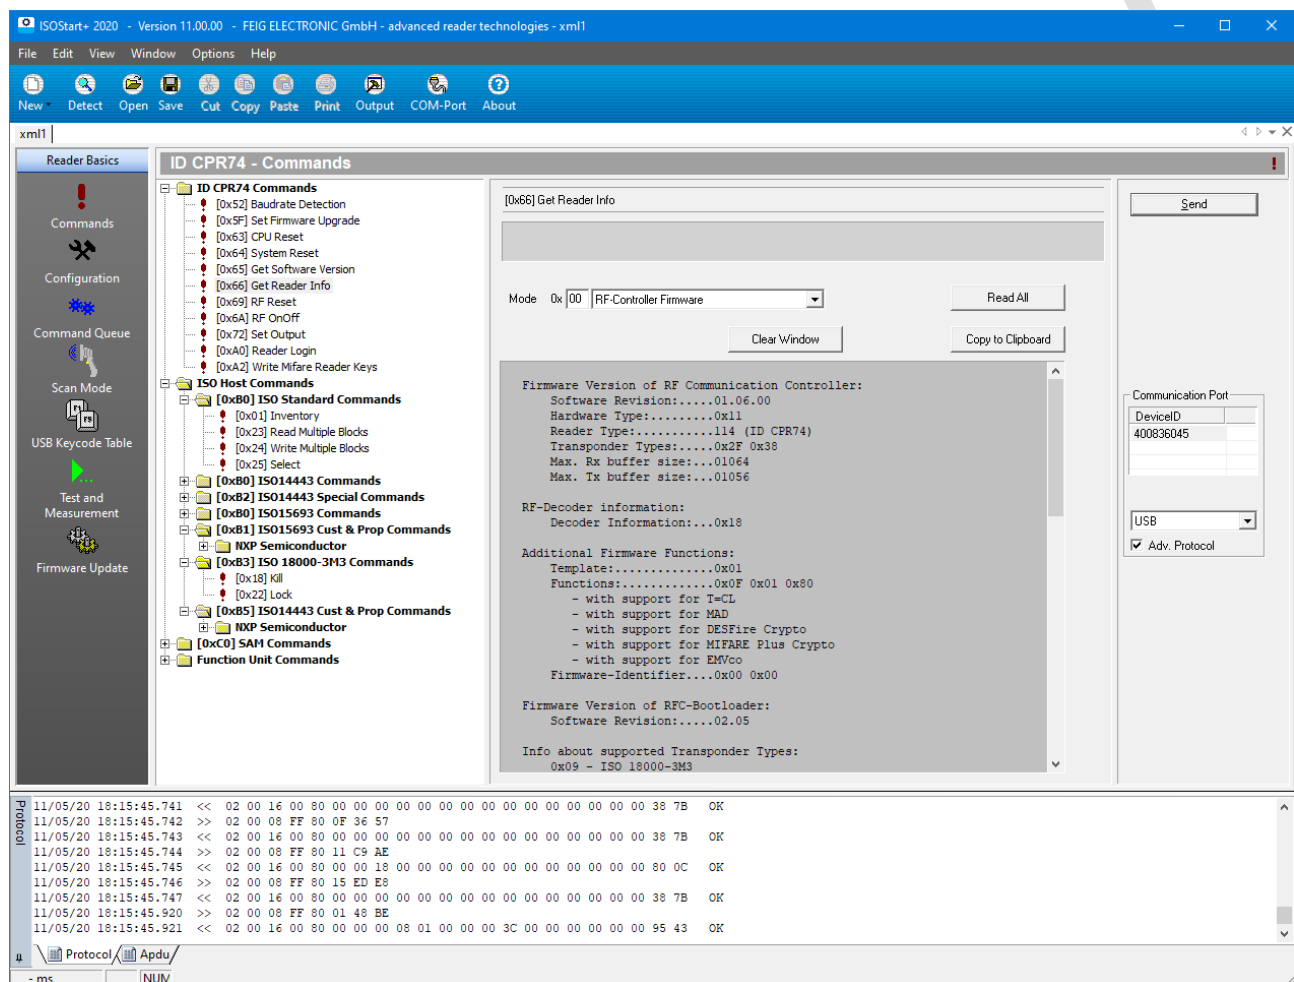 ISOStart+ 2020 - Version 11.00.00 - FEIG ELECTRONIC GmbH - advanced reader technologies - xml1
File Edit View Window Options Help
New Detect Open Save Cut Copy Paste Print Output COM-Port About
xml1
Reader Basics
Commands
Configuration
Command Queue
Scan Mode
USB Keycode Table
Test and
Measurement
Firmware Update
ID CPR74 - Commands
ID CPR74 Commands
[0x52] Baudrate Detection
[0x5F] Set Firmware Upgrade
[0x63] CPU Reset
[0x64] System Reset
[0x65] Get Software Version
[0x66] Get Reader Info
[0x69] RF Reset
[0x6A] RF OnOff
[0x72] Set Output
[0xA0] Reader Login
[0xA2] Write Mifare Reader Keys
ISO Host Commands
[0xB0] ISO Standard Commands
[0x01] Inventory
[0x23] Read Multiple Blocks
[0x24] Write Multiple Blocks
[0x25] Select
[0xB0] ISO14443 Commands
[0xB2] ISO14443 Special Commands
[0xB0] ISO15693 Commands
[0xB1] ISO15693 Cust & Prop Commands
NXP Semiconductor
[0xB3] ISO 18000-3M3 Commands
[0x18] Kill
[0x22] Lock
[0xB5] ISO14443 Cust & Prop Commands
NXP Semiconductor
[0xC0] SAM Commands
Function Unit Commands
[0x66] Get Reader Info
Mode 0x 00 RF-Controller Firmware
Read All
Clear Window
Copy to Clipboard
Firmware Version of RF Communication Controller:
Software Revision:.....01.06.00
Hardware Type:.........0x11
Reader Type:...........114 (ID CPR74)
Transponder Types:.....0x2F 0x38
Max. Rx buffer size:...01064
Max. Tx buffer size:...01056
RF-Decoder information:
Decoder Information:...0x18
Additional Firmware Functions:
Template:..............0x01
Functions:.............0x0F 0x01 0x80
- with support for T=CL
- with support for MAD
- with support for DESFire Crypto
- with support for MIFARE Plus Crypto
- with support for EMVco
Firmware-Identifier....0x00 0x00
Firmware Version of RFC-Bootloader:
Software Revision:.....02.05
Info about supported Transponder Types:
0x09 - ISO 18000-3M3
Send
Communication Port
DeviceID
400836045
USB
Adv. Protocol
Protocol
11/05/20 18:15:45.741 << 02 00 16 00 80 00 00 00 00 00 00 00 00 00 00 00 00 00 00 00 38 7B OK
11/05/20 18:15:45.742 >> 02 00 08 FF 80 0F 36 57
11/05/20 18:15:45.743 << 02 00 16 00 80 00 00 00 00 00 00 00 00 00 00 00 00 00 00 00 38 7B OK
11/05/20 18:15:45.744 >> 02 00 08 FF 80 11 C9 AE
11/05/20 18:15:45.745 << 02 00 16 00 80 00 00 18 00 00 00 00 00 00 00 00 00 00 00 00 80 0C OK
11/05/20 18:15:45.746 >> 02 00 08 FF 80 15 ED E8
11/05/20 18:15:45.747 << 02 00 16 00 80 00 00 00 00 00 00 00 00 00 00 00 00 00 00 00 38 7B OK
11/05/20 18:15:45.920 >> 02 00 08 FF 80 01 48 BE
11/05/20 18:15:45.921 << 02 00 16 00 80 00 00 00 08 01 00 00 00 3C 00 00 00 00 00 00 95 43 OK
Protocol Apdu
- ms NUM